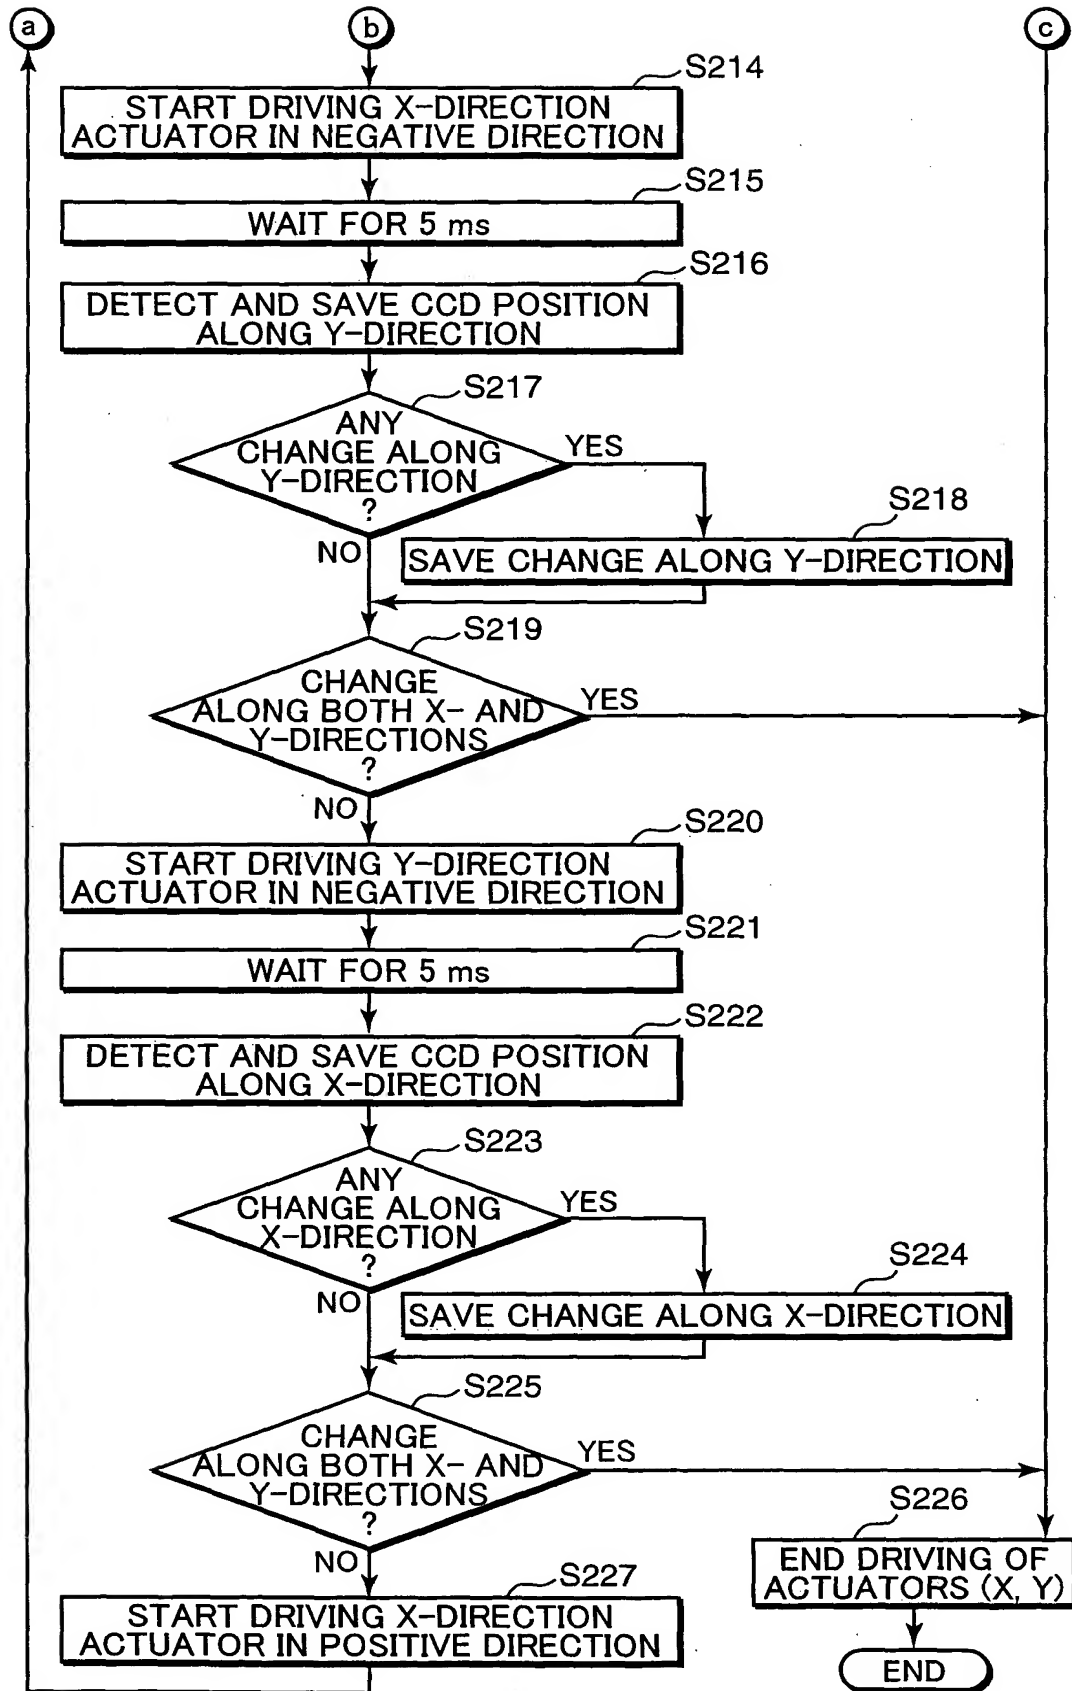 a
b
c
S214
START DRIVING X-DIRECTION
ACTUATOR IN NEGATIVE DIRECTION
S215
WAIT FOR 5 ms
S216
DETECT AND SAVE CCD POSITION
ALONG Y-DIRECTION
S217
ANY
CHANGE ALONG
Y-DIRECTION
?
YES
NO
S218
SAVE CHANGE ALONG Y-DIRECTION
S219
CHANGE
ALONG BOTH X- AND
Y-DIRECTIONS
?
YES
NO
S220
START DRIVING Y-DIRECTION
ACTUATOR IN NEGATIVE DIRECTION
S221
WAIT FOR 5 ms
S222
DETECT AND SAVE CCD POSITION
ALONG X-DIRECTION
S223
ANY
CHANGE ALONG
X-DIRECTION
?
YES
NO
S224
SAVE CHANGE ALONG X-DIRECTION
S225
CHANGE
ALONG BOTH X- AND
Y-DIRECTIONS
?
YES
NO
S226
END DRIVING OF
ACTUATORS (X, Y)
S227
START DRIVING X-DIRECTION
ACTUATOR IN POSITIVE DIRECTION
END